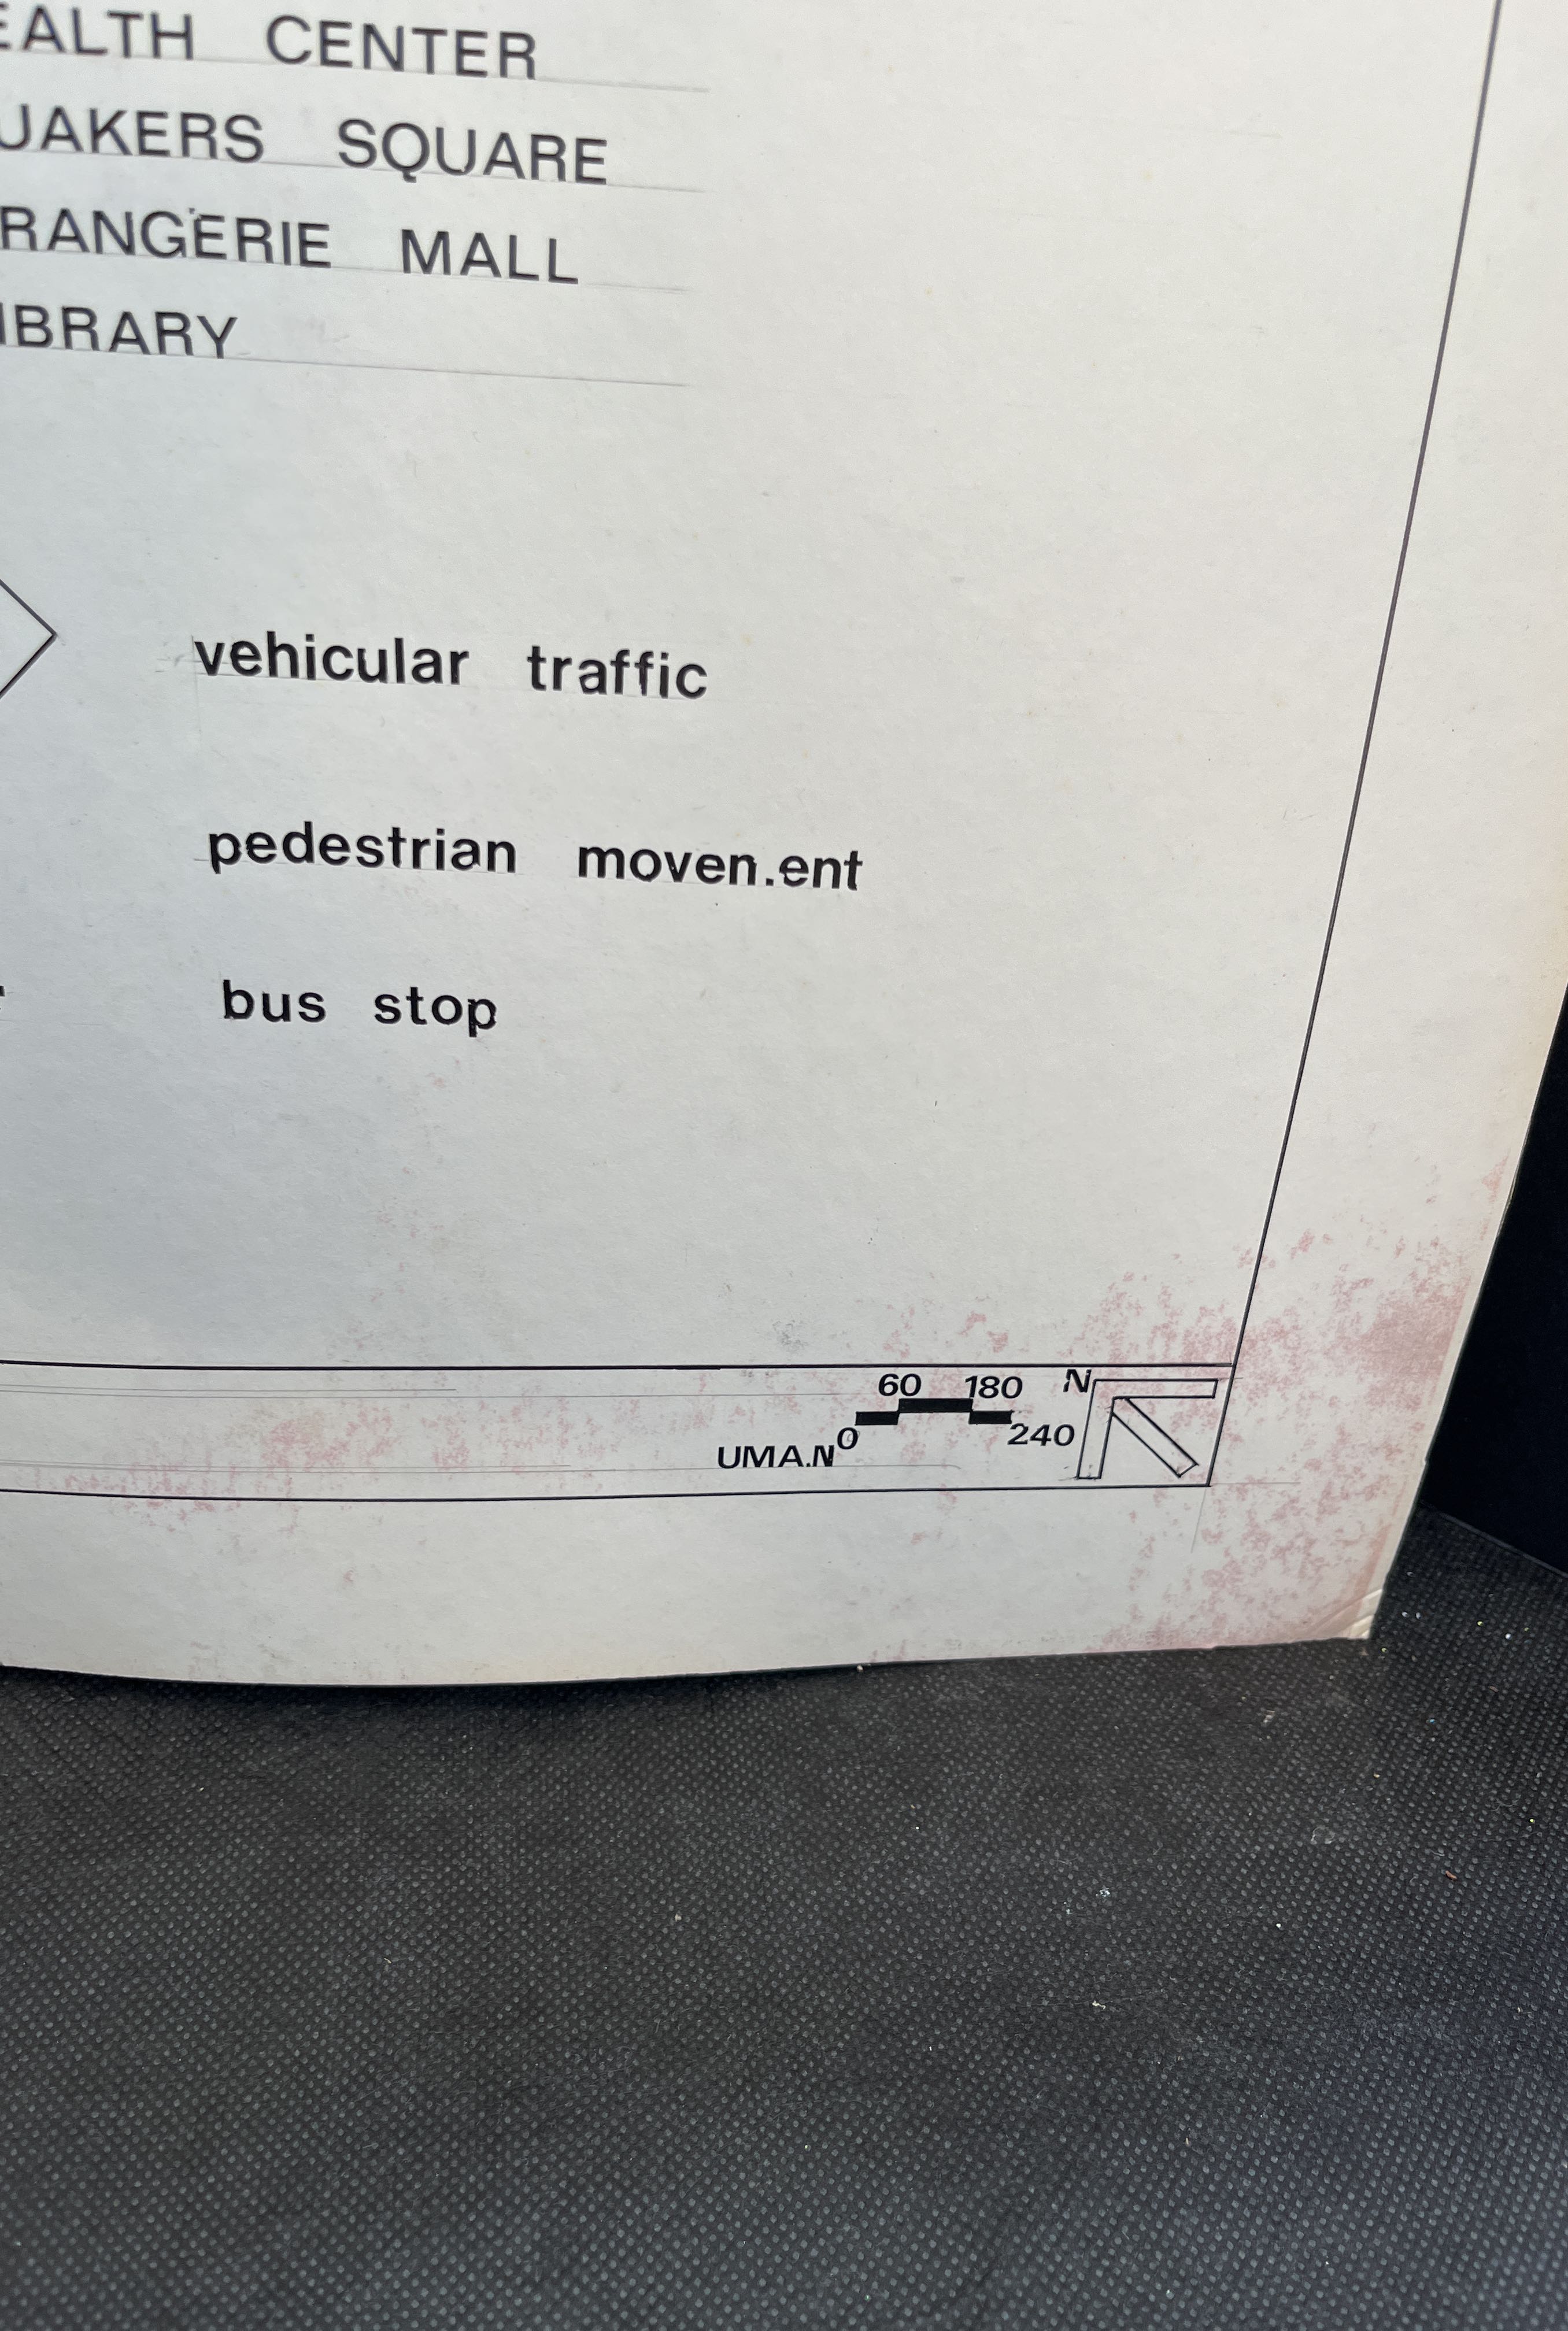 EALTH CENTER
UAKERS SQUARE
RANGERIE MALL
IBRARY
vehicular traffic
pedestrian moven.ent
bus stop
60 180 N
0 240
UMA.N